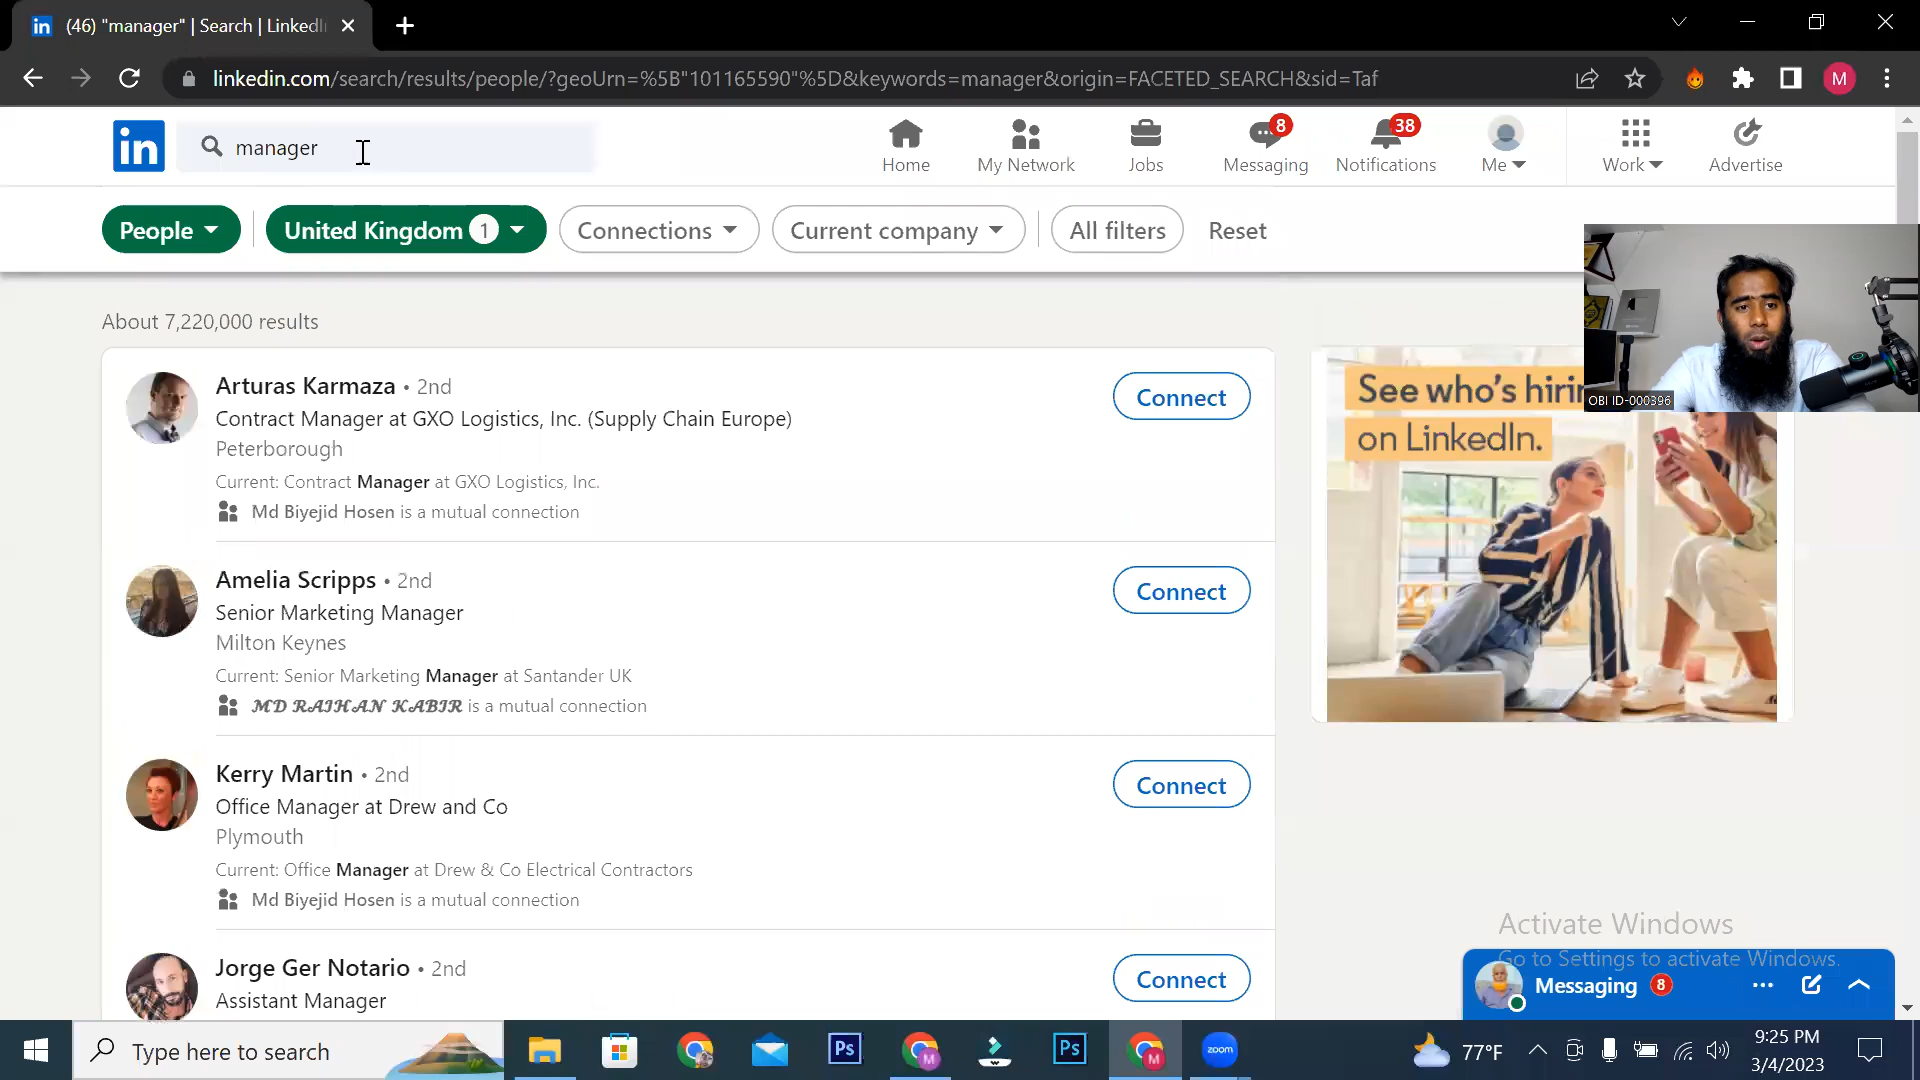 (46) "manager" | Search | LinkedI
linkedin.com/search/results/people/?geoUrn=%5B"101165590"%5D&keywords=manager&origin=FACETED_SEARCH&sid=Taf
M
in
manager
Home
My Network
Jobs
8
Messaging
38
Notifications
Me
Work
Advertise
People
United Kingdom 1
Connections
Current company
All filters
Reset
About 7,220,000 results
Arturas Karmaza • 2nd
Contract Manager at GXO Logistics, Inc. (Supply Chain Europe)
Peterborough
Current: Contract Manager at GXO Logistics, Inc.
Md Biyejid Hosen is a mutual connection
Connect
Amelia Scripps • 2nd
Senior Marketing Manager
Milton Keynes
Current: Senior Marketing Manager at Santander UK
𝓜𝓓 𝓡𝓐𝓘𝓗𝓐𝓝 𝓚𝓐𝓑𝓘𝓡 is a mutual connection
Connect
Kerry Martin • 2nd
Office Manager at Drew and Co
Plymouth
Current: Office Manager at Drew & Co Electrical Contractors
Md Biyejid Hosen is a mutual connection
Connect
Jorge Ger Notario • 2nd
Assistant Manager
Connect
OBI ID-000396
See who's hirin
on LinkedIn.
Activate Windows
Go to Settings to activate Windows.
Messaging 8
Type here to search
Ps
M
Ps
M
zoom
77°F
9:25 PM
3/4/2023